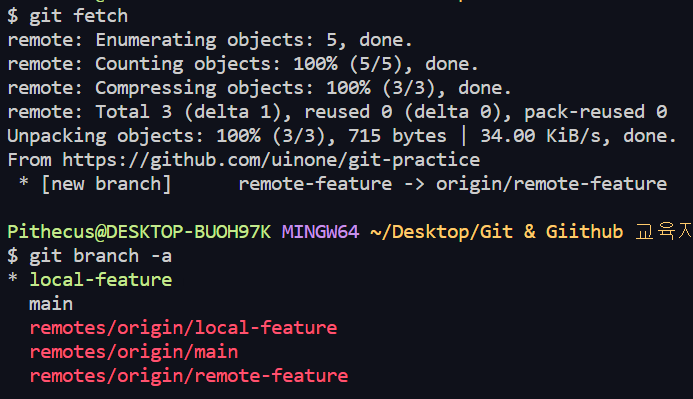 $ git fetch
remote: Enumerating objects: 5, done.
remote: Counting objects: 100% (5/5), done.
remote: Compressing objects: 100% (3/3), done.
remote: Total 3 (delta 1), reused 0 (delta 0), pack-reused 0
Unpacking objects: 100% (3/3), 715 bytes | 34.00 KiB/s, done.
From https://github.com/uinone/git-practice
 * [new branch]      remote-feature -> origin/remote-feature
Pithecus@DESKTOP-BUOH97K MINGW64 ~/Desktop/Git & Giithub 교육
$ git branch -a
* local-feature
  main
  remotes/origin/local-feature
  remotes/origin/main
  remotes/origin/remote-feature